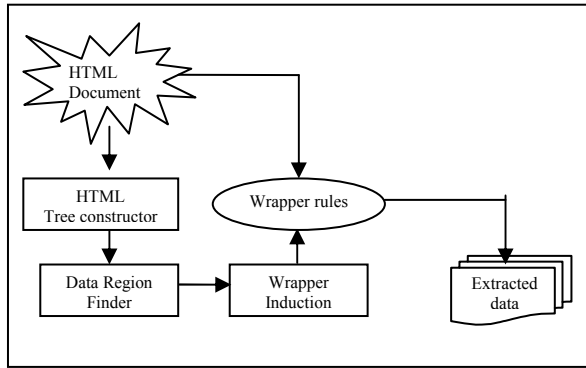 HTML
Document
HTML
Tree constructor
Wrapper rules
Data Region
Finder
Wrapper
Induction
Extracted
data